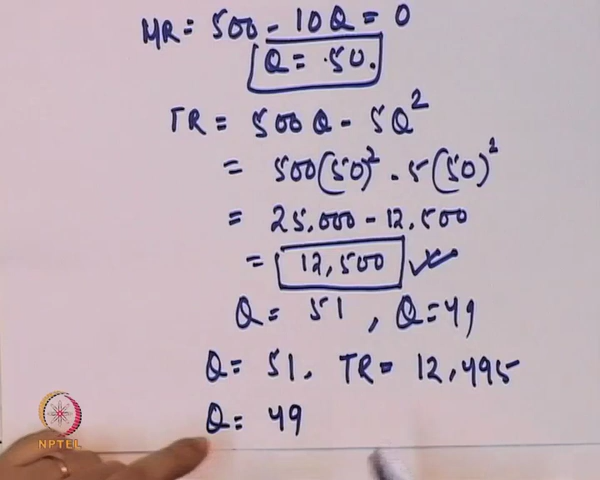 MR = 500 - 10Q = 0
Q = 50.
TR = 500Q - 5Q²
= 500(50)² - 5(50)²
= 25,000 - 12,500
= 12,500 ✓
Q = 51, Q = 49
Q = 51. TR = 12,495
Q = 49
NPTEL